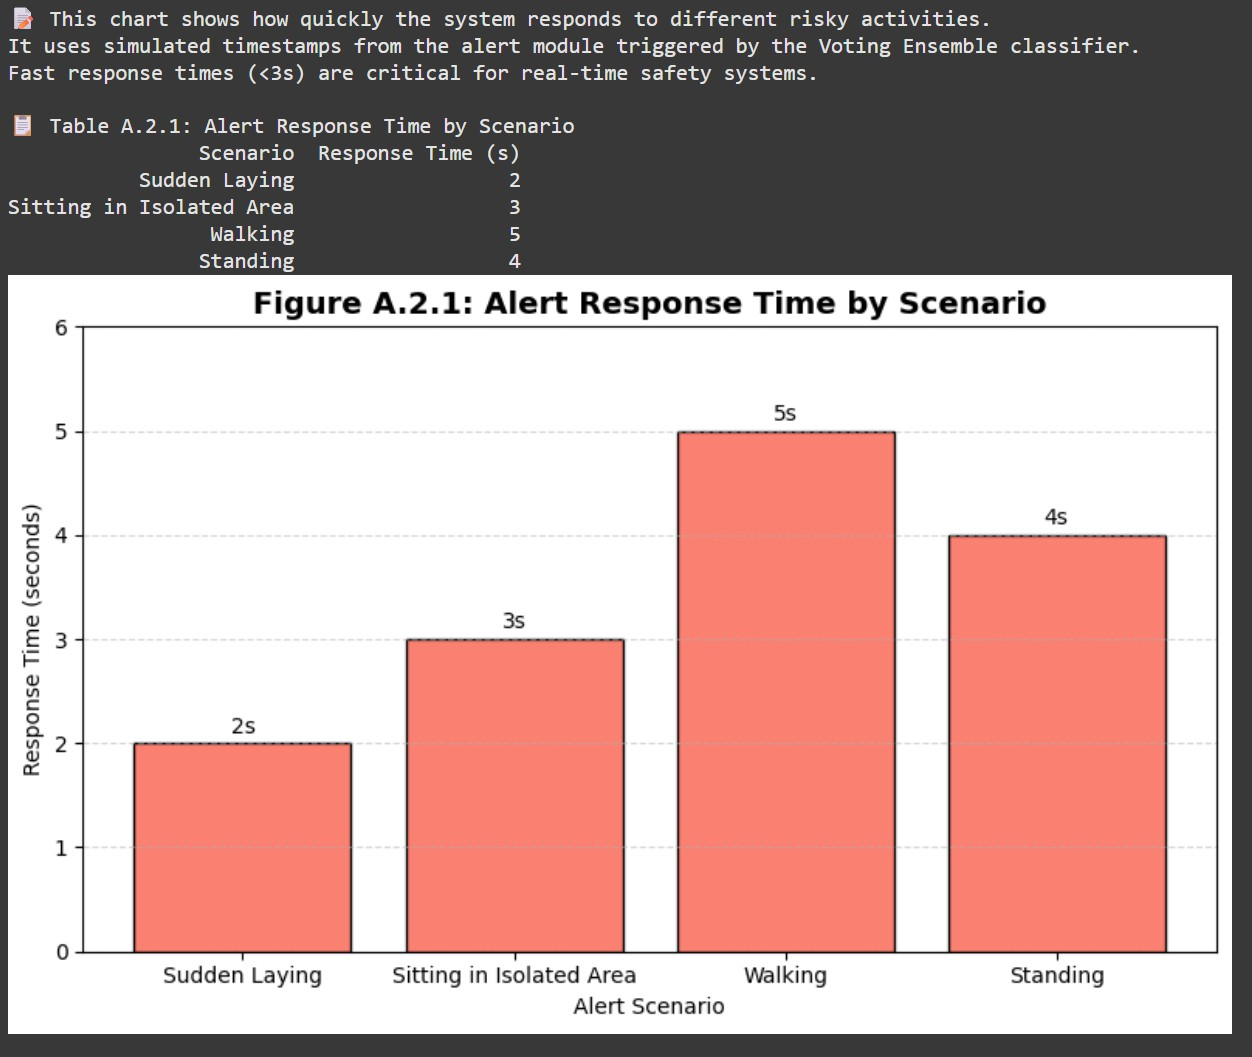 📝 This chart shows how quickly the system responds to different risky activities.
It uses simulated timestamps from the alert module triggered by the Voting Ensemble classifier.
Fast response times (<3s) are critical for real-time safety systems.
📋 Table A.2.1: Alert Response Time by Scenario
Scenario Response Time (s)
Sudden Laying 2
Sitting in Isolated Area 3
Walking 5
Standing 4
Figure A.2.1: Alert Response Time by Scenario
Response Time (seconds)
6
5
4
3
2
1
0
2s
3s
5s
4s
Sudden Laying Sitting in Isolated Area Walking Standing
Alert Scenario